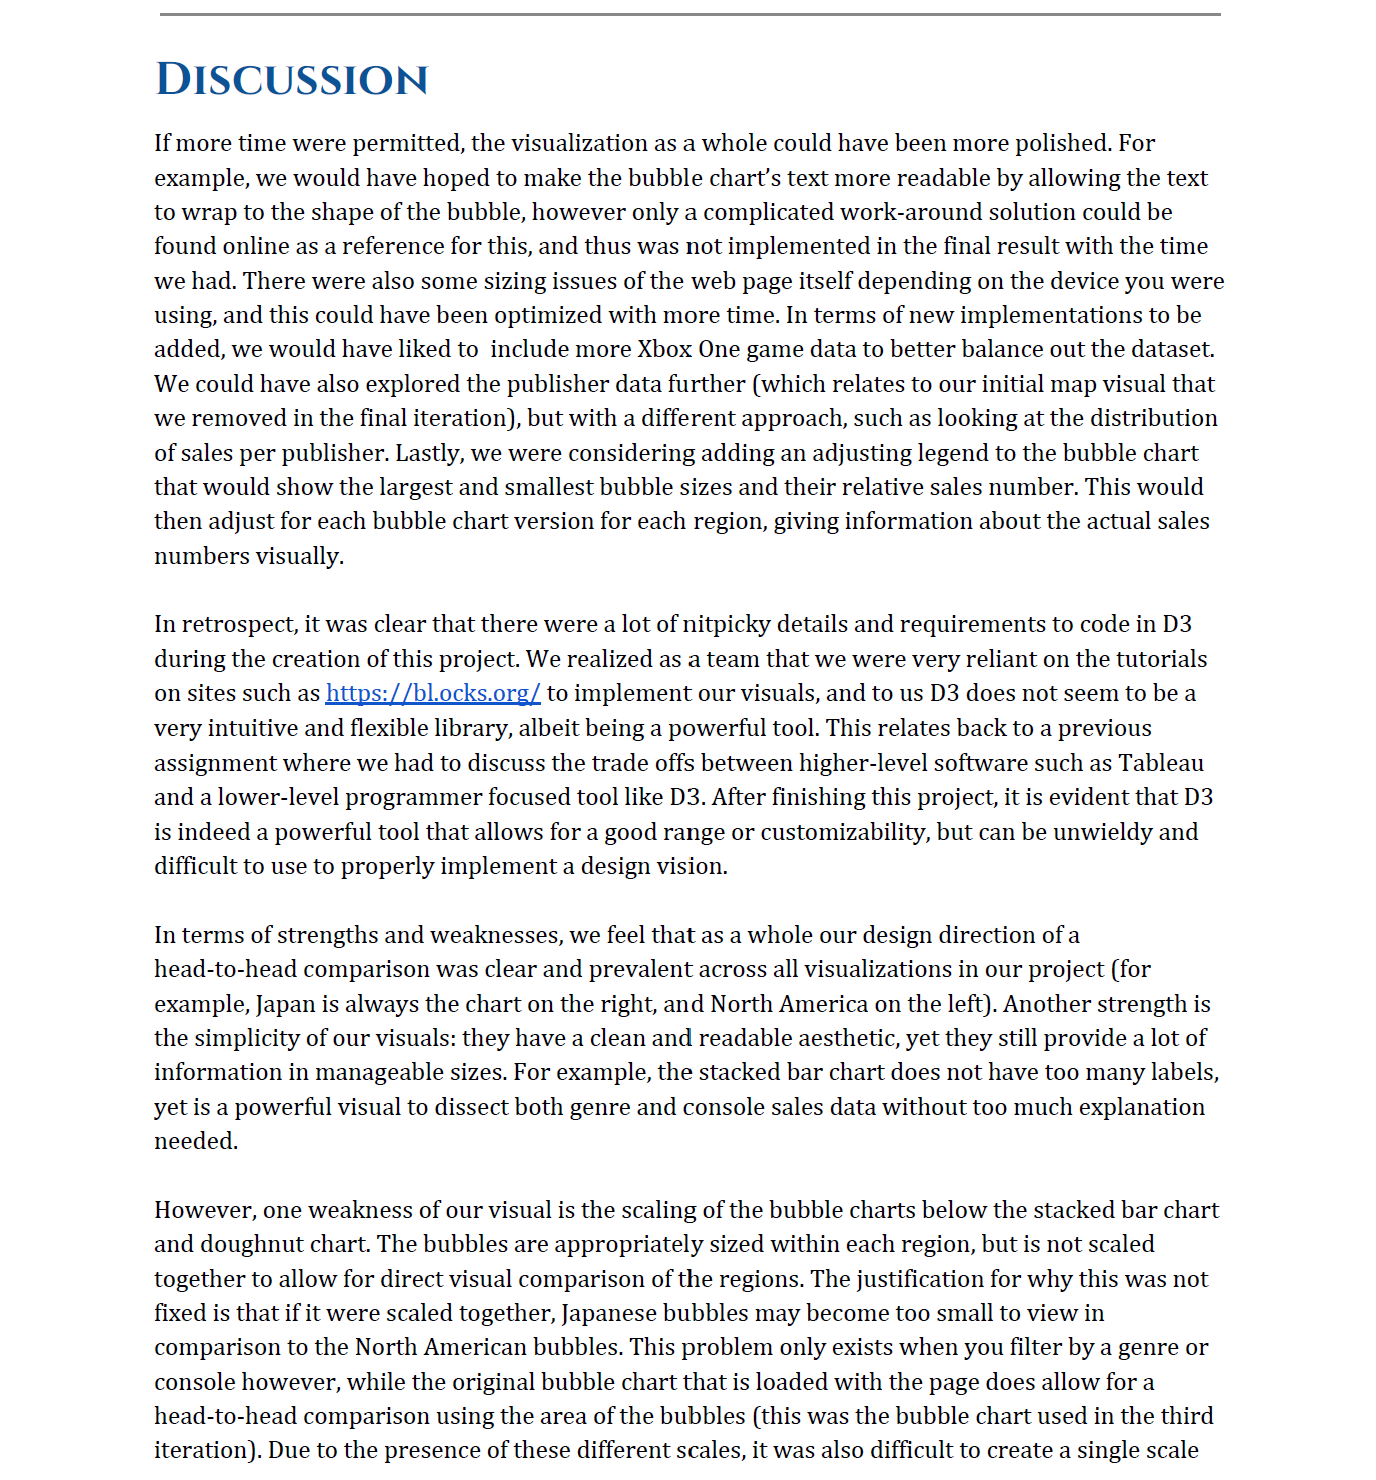 DISCUSSION
If more time were permitted, the visualization as a whole could have been more polished. For
example, we would have hoped to make the bubble chart’s text more readable by allowing the text
to wrap to the shape of the bubble, however only a complicated work-around solution could be
found online as a reference for this, and thus was not implemented in the final result with the time
we had. There were also some sizing issues of the web page itself depending on the device you were
using, and this could have been optimized with more time. In terms of new implementations to be
added, we would have liked to  include more Xbox One game data to better balance out the dataset.
We could have also explored the publisher data further (which relates to our initial map visual that
we removed in the final iteration), but with a different approach, such as looking at the distribution
of sales per publisher. Lastly, we were considering adding an adjusting legend to the bubble chart
that would show the largest and smallest bubble sizes and their relative sales number. This would
then adjust for each bubble chart version for each region, giving information about the actual sales
numbers visually.
In retrospect, it was clear that there were a lot of nitpicky details and requirements to code in D3
during the creation of this project. We realized as a team that we were very reliant on the tutorials
on sites such as https://bl.ocks.org/ to implement our visuals, and to us D3 does not seem to be a
very intuitive and flexible library, albeit being a powerful tool. This relates back to a previous
assignment where we had to discuss the trade offs between higher-level software such as Tableau
and a lower-level programmer focused tool like D3. After finishing this project, it is evident that D3
is indeed a powerful tool that allows for a good range or customizability, but can be unwieldy and
difficult to use to properly implement a design vision.
In terms of strengths and weaknesses, we feel that as a whole our design direction of a
head-to-head comparison was clear and prevalent across all visualizations in our project (for
example, Japan is always the chart on the right, and North America on the left). Another strength is
the simplicity of our visuals: they have a clean and readable aesthetic, yet they still provide a lot of
information in manageable sizes. For example, the stacked bar chart does not have too many labels,
yet is a powerful visual to dissect both genre and console sales data without too much explanation
needed.
However, one weakness of our visual is the scaling of the bubble charts below the stacked bar chart
and doughnut chart. The bubbles are appropriately sized within each region, but is not scaled
together to allow for direct visual comparison of the regions. The justification for why this was not
fixed is that if it were scaled together, Japanese bubbles may become too small to view in
comparison to the North American bubbles. This problem only exists when you filter by a genre or
console however, while the original bubble chart that is loaded with the page does allow for a
head-to-head comparison using the area of the bubbles (this was the bubble chart used in the third
iteration). Due to the presence of these different scales, it was also difficult to create a single scale